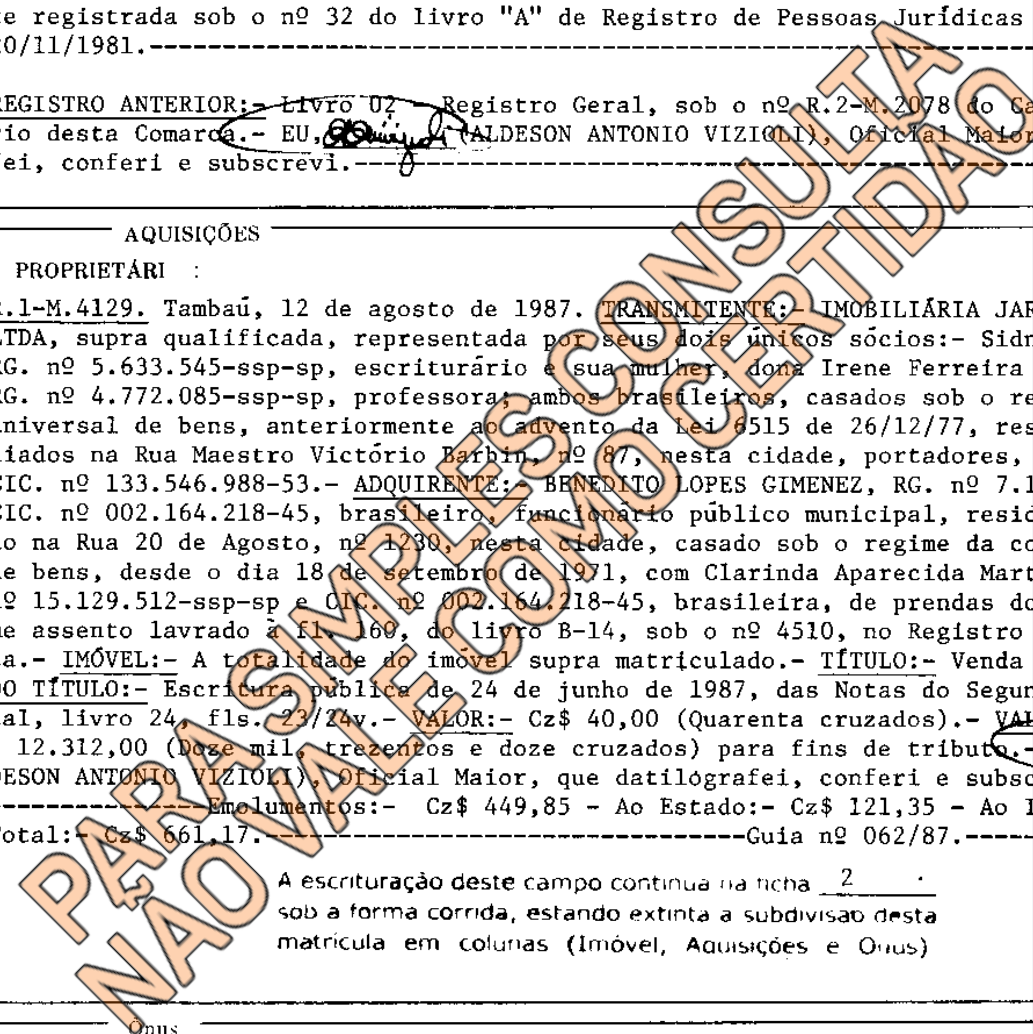 e registrada sob o nº 32 do livro "A" de Registro de Pessoas Jurídicas
0/11/1981.-
REGISTRO ANTERIOR:- Livro 02 - Registro Geral, sob o nº R.2-M.2078 do Ca
rio desta Comarca.- EU, (ALDESON ANTONIO VIZIOLI), Oficial Maior
fei, conferi e subscrevi.-
AQUISIÇÕES
PROPRIETÁRI :
R.1-M.4129. Tambaú, 12 de agosto de 1987. TRANSMITENTE:- IMOBILIÁRIA JAR
LTDA, supra qualificada, representada por seus dois únicos sócios:- Sidn
RG. nº 5.633.545-ssp-sp, escriturário e sua mulher, dona Irene Ferreira
RG. nº 4.772.085-ssp-sp, professora; ambos brasileiros, casados sob o re
universal de bens, anteriormente ao advento da Lei 6515 de 26/12/77, res
liados na Rua Maestro Victório Barbin, nº 87, nesta cidade, portadores,
CIC. nº 133.546.988-53.- ADQUIRENTE:- BENEDITO LOPES GIMENEZ, RG. nº 7.1
CIC. nº 002.164.218-45, brasileiro, funcionário público municipal, resid
do na Rua 20 de Agosto, nº 1230, nesta cidade, casado sob o regime da co
de bens, desde o dia 18 de setembro de 1971, com Clarinda Aparecida Mart
nº 15.129.512-ssp-sp e CIC. nº 002.164.218-45, brasileira, de prendas do
me assento lavrado à fl. 160, do livro B-14, sob o nº 4510, no Registro
a.- IMÓVEL:- A totalidade do imóvel supra matriculado.- TÍTULO:- Venda
DO TÍTULO:- Escritura pública de 24 de junho de 1987, das Notas do Segun
al, livro 24, fls. 23/24v.- VALOR:- Cz$ 40,00 (Quarenta cruzados).- VAL
12.312,00 (Doze mil, trezentos e doze cruzados) para fins de tributo.-
DESON ANTONIO VIZIOLI), Oficial Maior, que datilógrafei, conferi e subsc
Emolumentos:- Cz$ 449,85 - Ao Estado:- Cz$ 121,35 - Ao I
Total:- Cz$ 661,17.-Guia nº 062/87.-
A escrituração deste campo continua na ficha 2
sob a forma corrida, estando extinta a subdivisão desta
matrícula em colunas (Imóvel, Aquisições e Ônus)
Ônus
PARA SIMPLES CONSULTA
NÃO VALE COMO CERTIDÃO